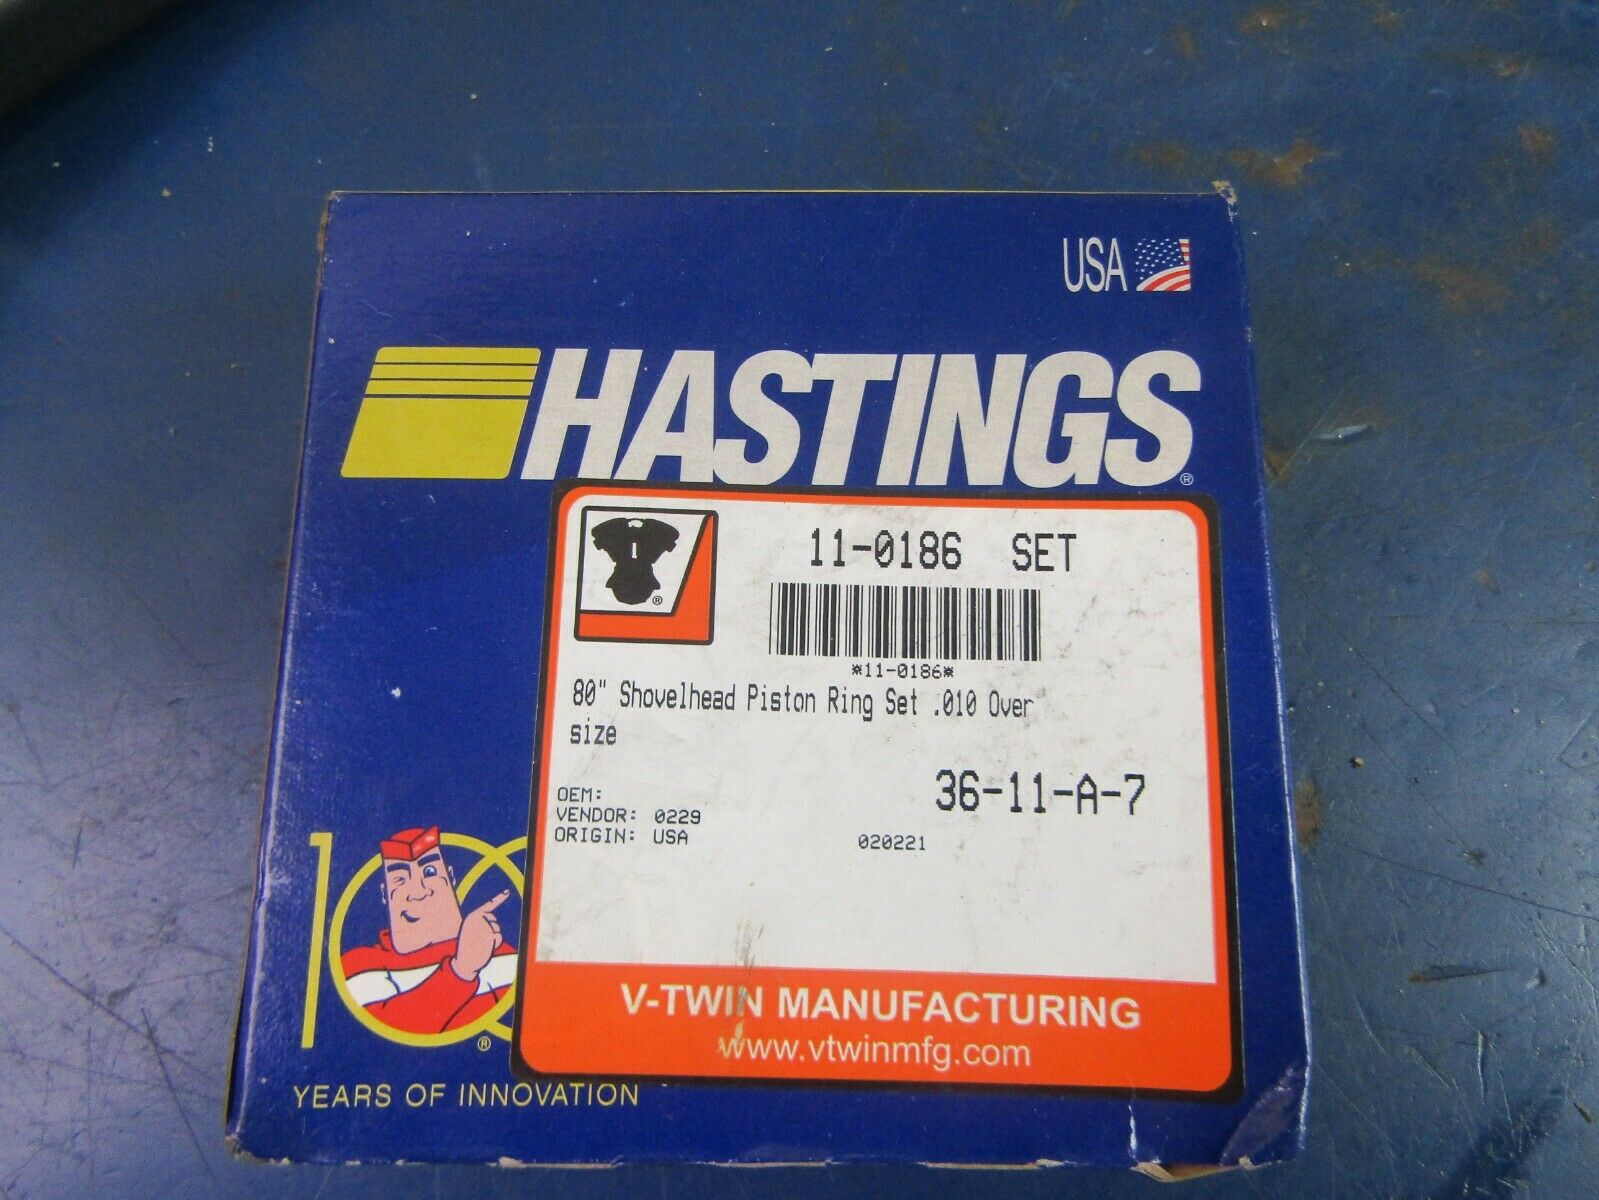 USA
HASTINGS®
11-0186 SET
®
*11-0186*
80" Shovelhead Piston Ring Set .010 Over
size
36-11-A-7
OEM:
VENDOR: 0229
ORIGIN: USA
020221
100
®
V-TWIN MANUFACTURING
www.vtwinmfg.com
YEARS OF INNOVATION